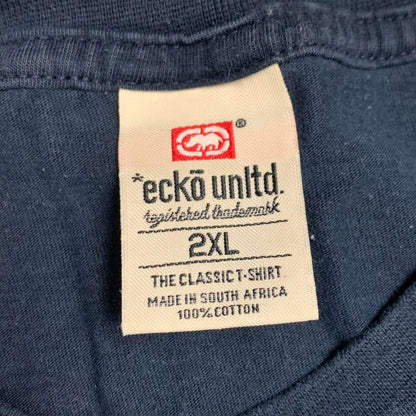 ®
*eckō unltd.
registered trademark
2XL
THE CLASSIC T-SHIRT
MADE IN SOUTH AFRICA
100% COTTON